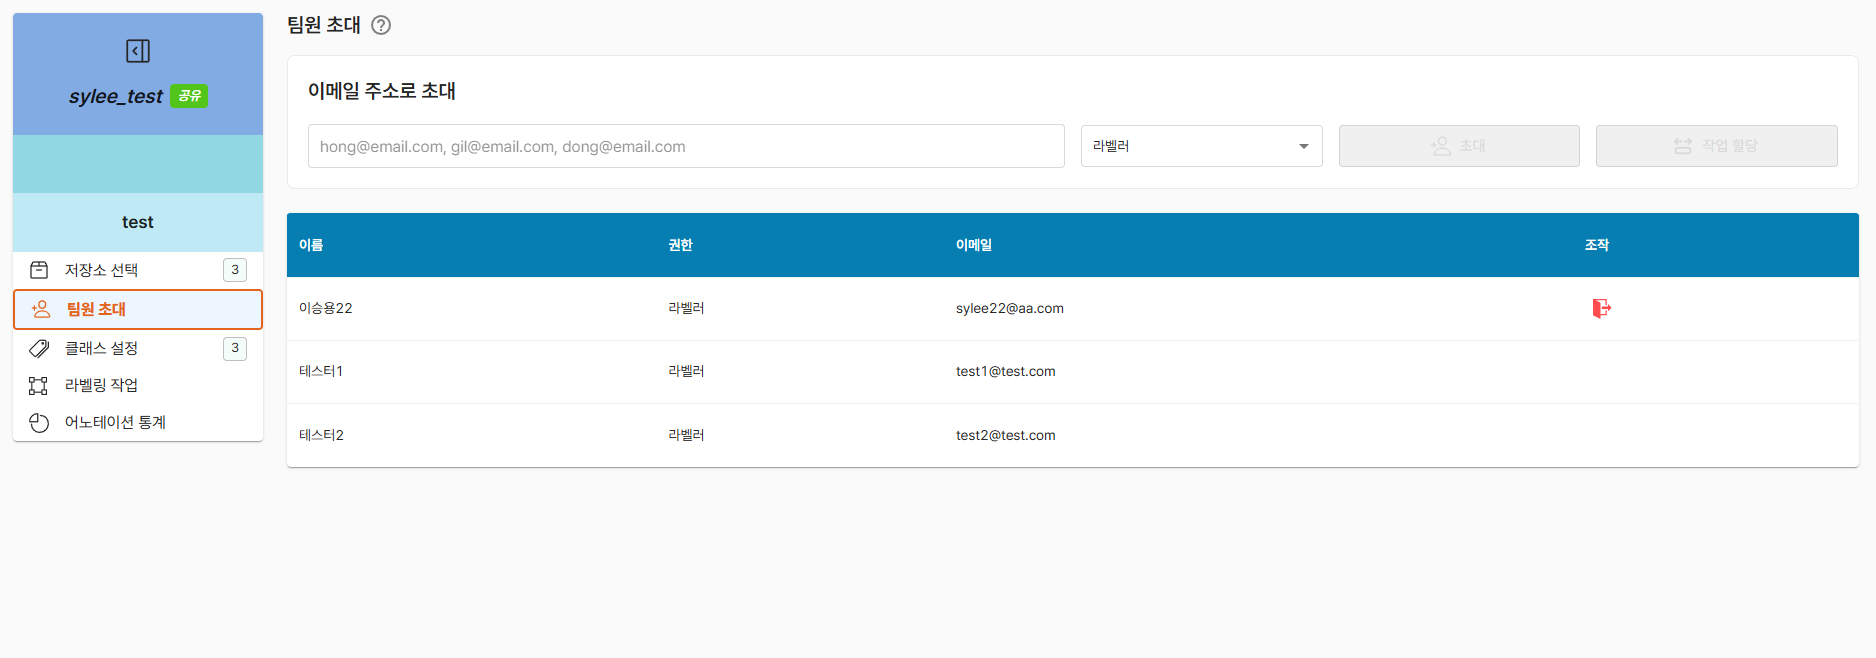 sylee_test 공유
test
저장소 선택 3
팀원 초대
클래스 설정 3
라벨링 작업
어노테이션 통계
팀원 초대 ?
이메일 주소로 초대
hong@email.com, gil@email.com, dong@email.com 라벨러 초대 작업 할당
이름 권한 이메일 조작
이승용22 라벨러 sylee22@aa.com
테스터1 라벨러 test1@test.com
테스터2 라벨러 test2@test.com